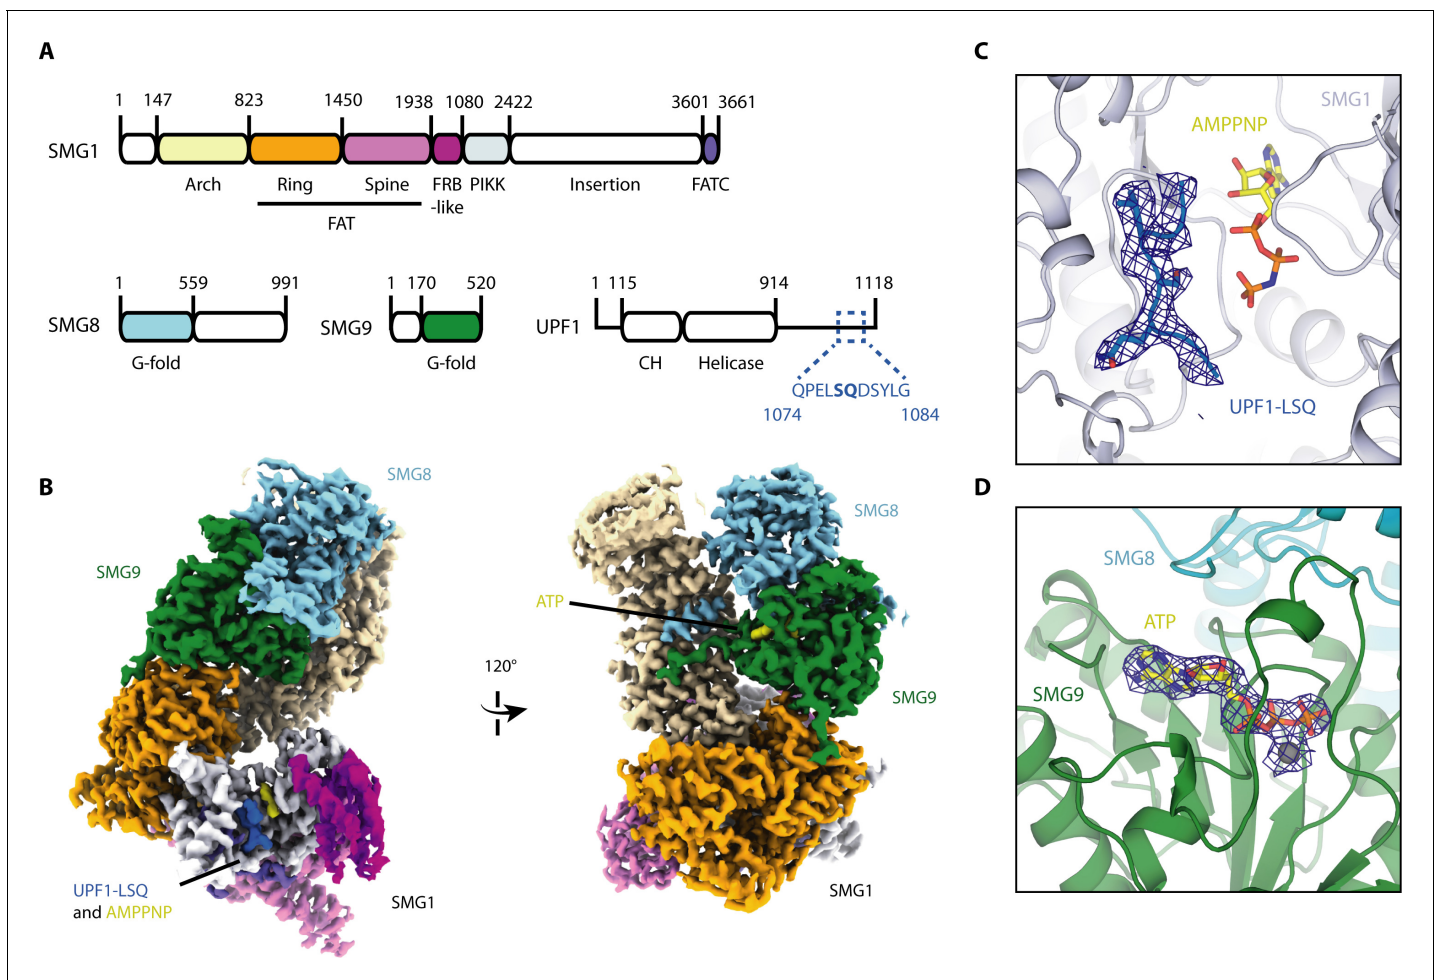 A
1 147 823 1450 1938 1080 2422 3601 3661
SMG1
Arch Ring Spine FRB PIKK Insertion FATC
-like
FAT
1 559 991
SMG8
G-fold
1 170 520
SMG9
G-fold
1 115 914 1118
UPF1
CH Helicase
QPELSQDSYLG
1074 1084
B
SMG8
SMG9
UPF1-LSQ
and AMPPNP
SMG1
120°
SMG8
ATP
SMG9
SMG1
C
SMG1
AMPPNP
UPF1-LSQ
D
SMG8
ATP
SMG9